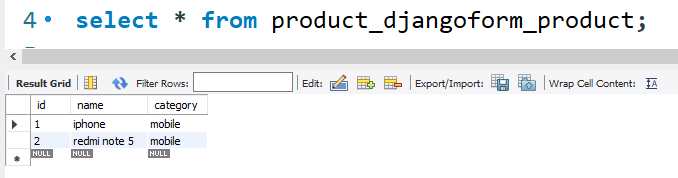 4 select * from product_djangoform_product;
Result Grid Filter Rows: Edit: Export/Import: Wrap Cell Content:
id name category
1 iphone mobile
2 redmi note 5 mobile
NULL NULL NULL